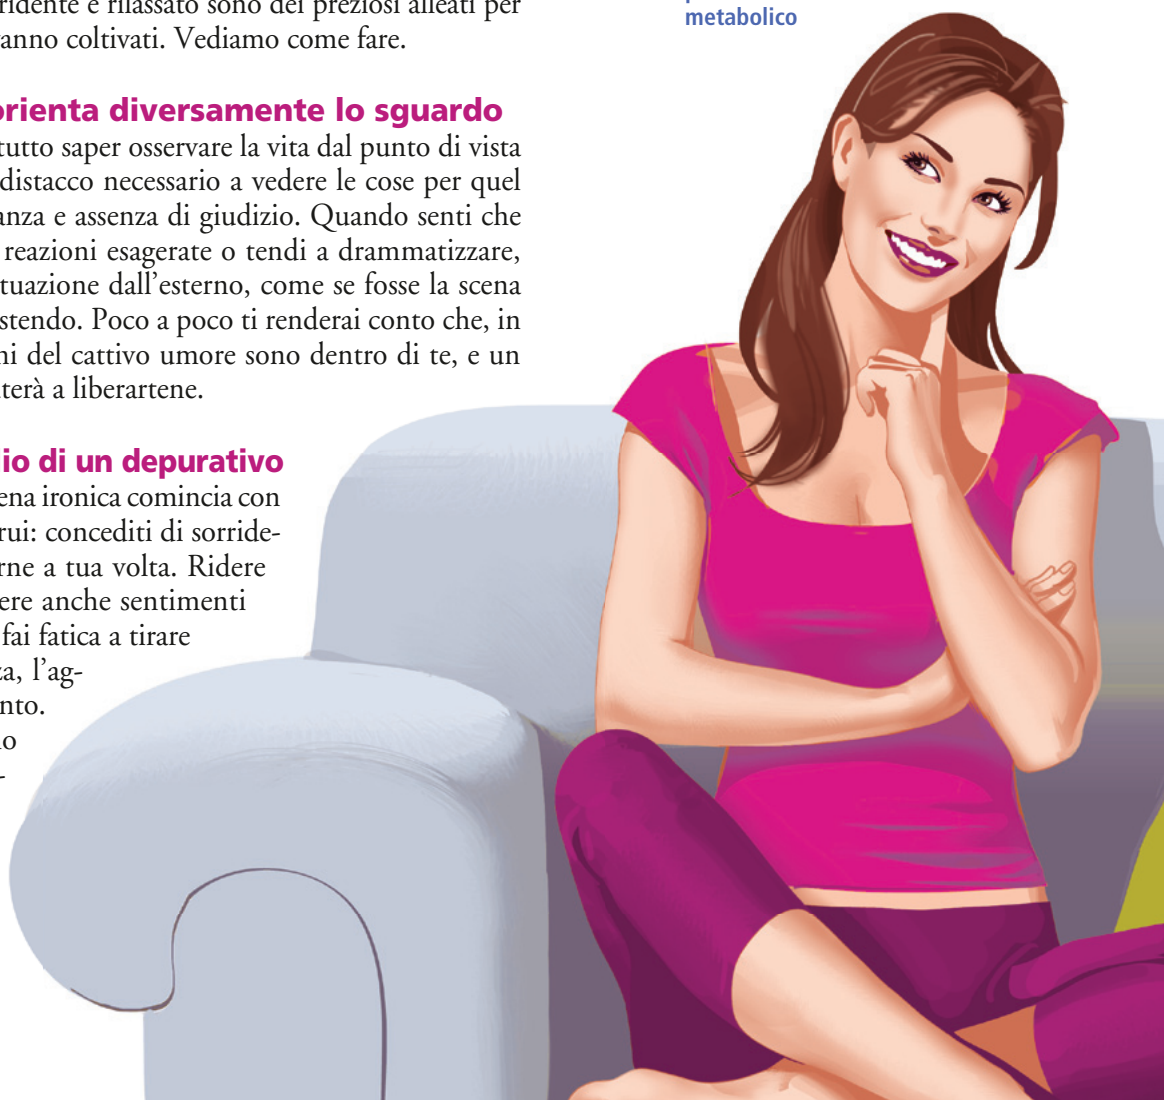 ridente e rilassato sono dei preziosi alleati per
vanno coltivati. Vediamo come fare.
orienta diversamente lo sguardo
tutto saper osservare la vita dal punto di vista
distacco necessario a vedere le cose per quel
anza e assenza di giudizio. Quando senti che
reazioni esagerate o tendi a drammatizzare,
tuazione dall'esterno, come se fosse la scena
stendo. Poco a poco ti renderai conto che, in
ni del cattivo umore sono dentro di te, e un
terà a liberartene.
io di un depurativo
ena ironica comincia con
rui: concediti di sorride-
rne a tua volta. Ridere
ere anche sentimenti
fai fatica a tirare
za, l'ag-
nto.
o
-
metabolico